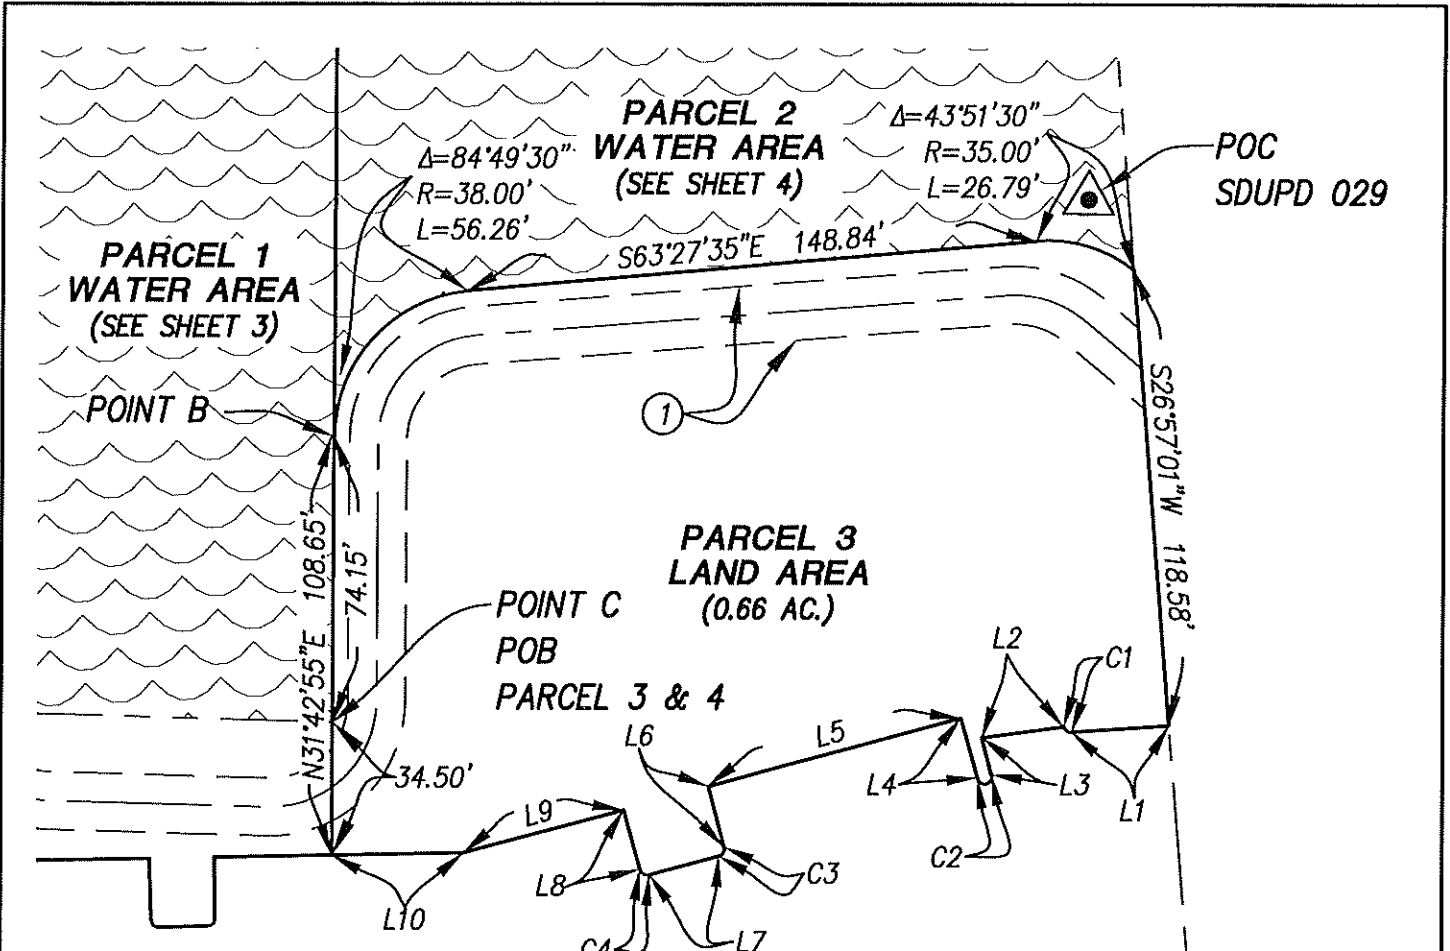 PARCEL 2
WATER AREA
(SEE SHEET 4)
Δ=84°49'30"
R=38.00'
L=56.26'
Δ=43°51'30"
R=35.00'
L=26.79'
POC
SDUPD 029
S63°27'35"E 148.84'
PARCEL 1
WATER AREA
(SEE SHEET 3)
POINT B
1
S26°57'01"W 118.58'
N31°42'55"E 108.65'
74.15'
PARCEL 3
LAND AREA
(0.66 AC.)
POINT C
POB
PARCEL 3 & 4
34.50'
L2
C1
L6
L5
L4
L3
L1
L9
C2
L8
C3
L10
C4
L7